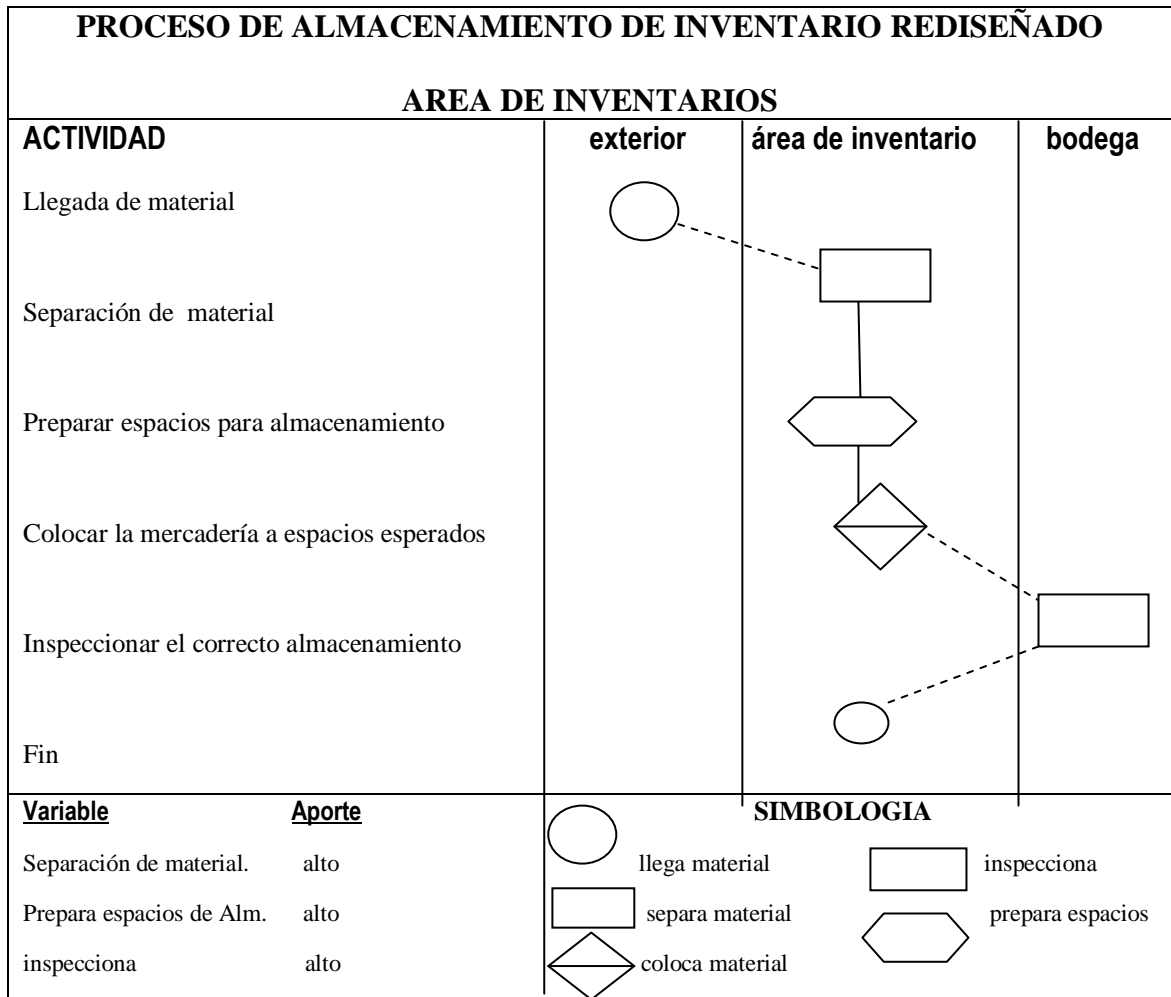 PROCESO DE ALMACENAMIENTO DE INVENTARIO REDISEÑADO
AREA DE INVENTARIOS
ACTIVIDAD exterior área de inventario bodega
Llegada de material
Separación de material
Preparar espacios para almacenamiento
Colocar la mercadería a espacios esperados
Inspeccionar el correcto almacenamiento
Fin
Variable Aporte
Separación de material. alto
Prepara espacios de Alm. alto
inspecciona alto
SIMBOLOGIA
llega material inspecciona
separa material prepara espacios
coloca material